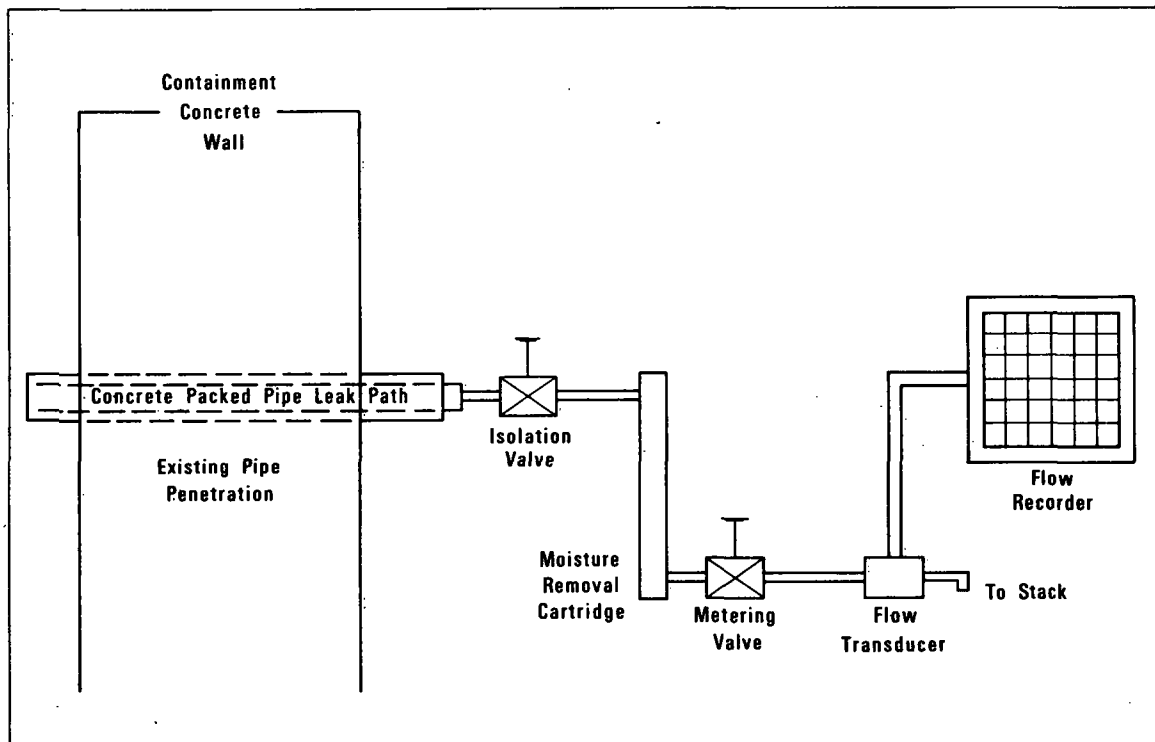 Containment
Concrete
Wall
Concrete Packed Pipe Leak Path
Isolation
Valve
Existing Pipe
Penetration
Flow
Recorder
Moisture
Removal
Cartridge
Metering
Valve
Flow
Transducer
To Stack